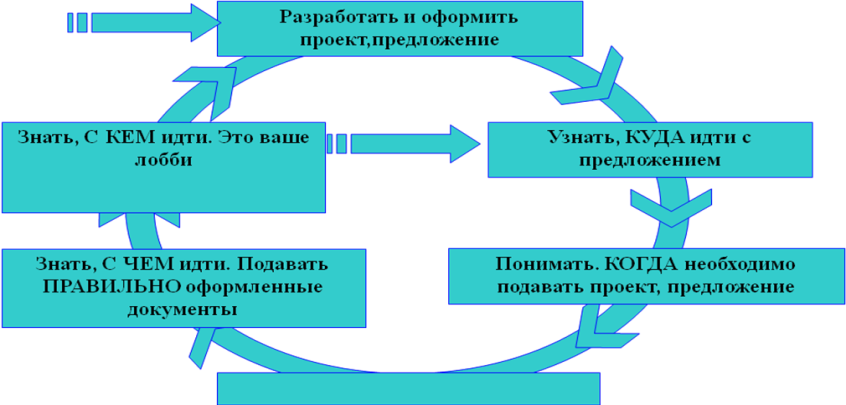 Разработать и оформить
проект,предложение
Знать, С КЕМ идти. Это ваше
лобби
Узнать, КУДА идти с
предложением
Знать, С ЧЕМ идти. Подавать
ПРАВИЛЬНО оформленные
документы
Понимать. КОГДА необходимо
подавать проект, предложение